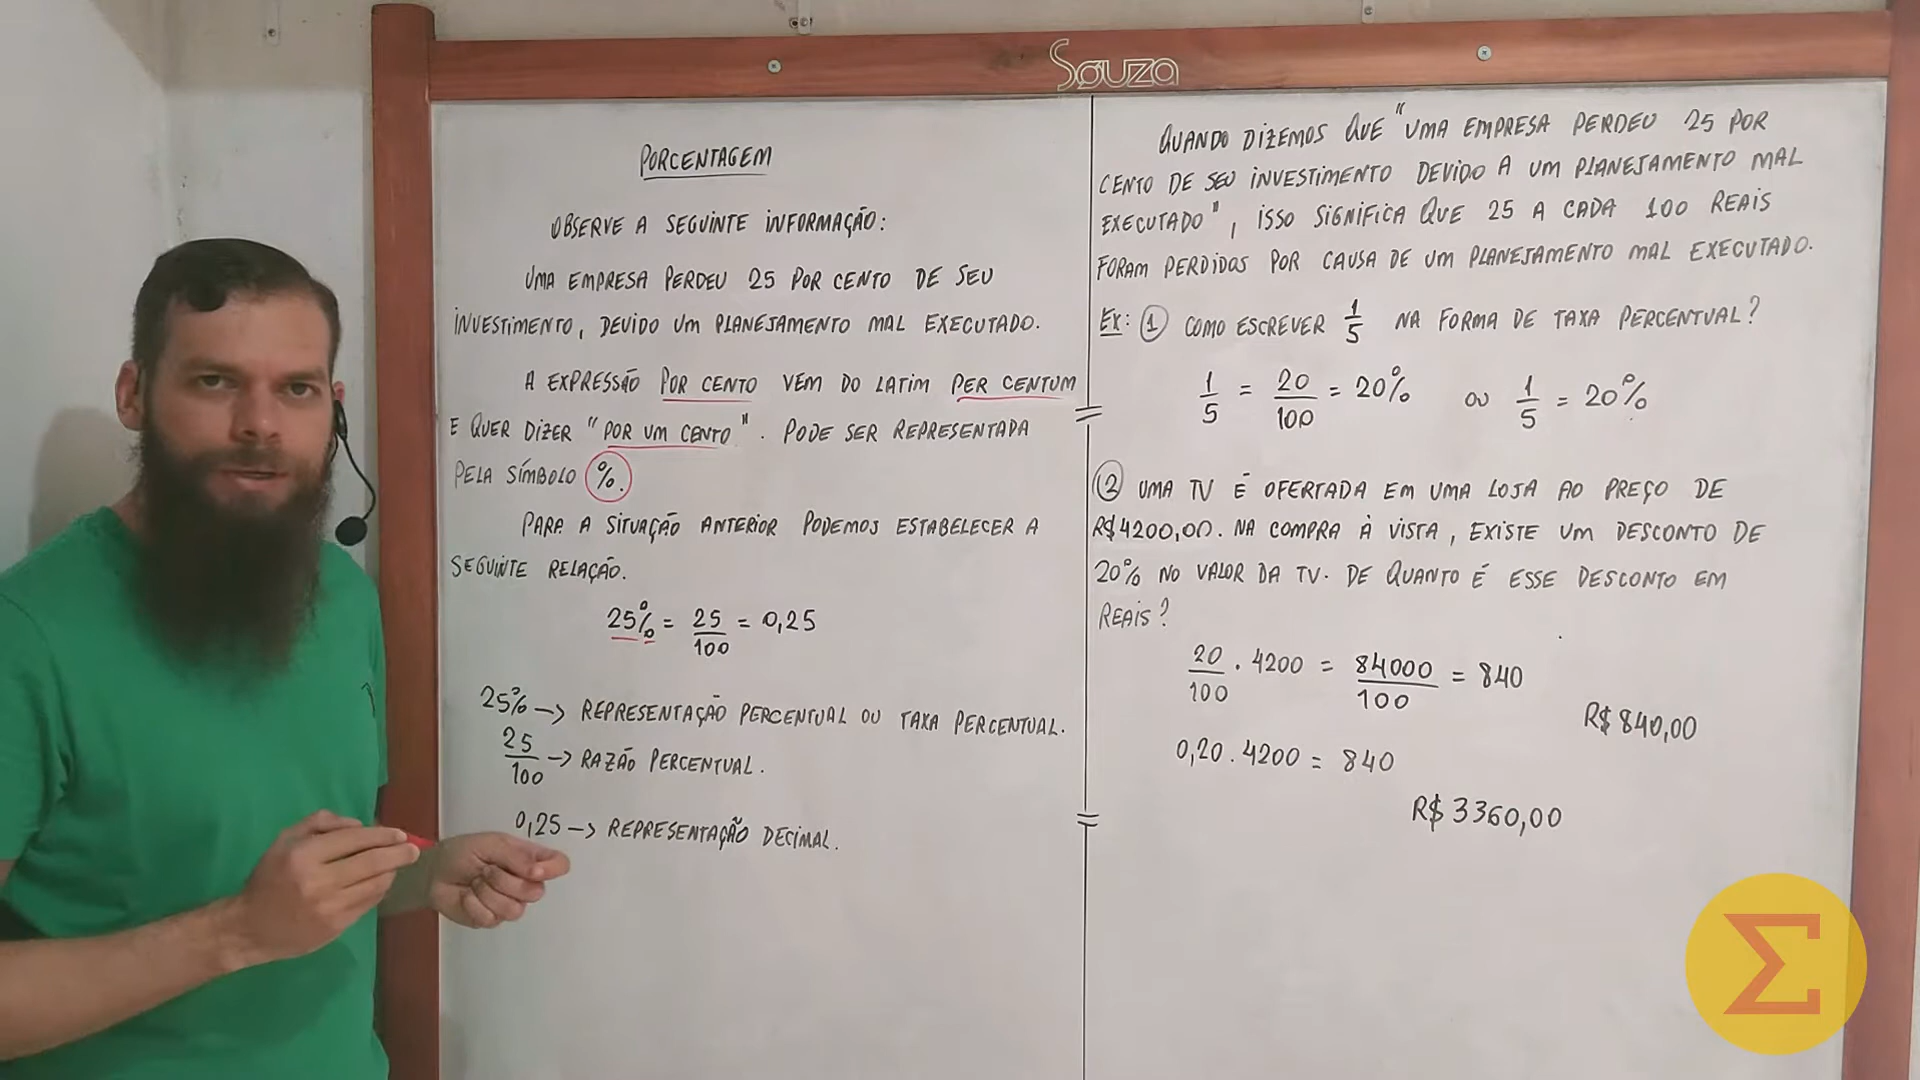 Souza
PORCENTAGEM
OBSERVE A SEGUINTE INFORMAÇÃO:
UMA EMPRESA PERDEU 25 POR CENTO DE SEU
INVESTIMENTO, DEVIDO UM PLANEJAMENTO MAL EXECUTADO.
A EXPRESSÃO POR CENTO VEM DO LATIM PER CENTUM
E QUER DIZER "POR UM CENTO". PODE SER REPRESENTADA
PELA SÍMBOLO %.
PARA A SITUAÇÃO ANTERIOR PODEMOS ESTABELECER A
SEGUINTE RELAÇÃO.
25% = 25/100 = 0,25
25% → REPRESENTAÇÃO PERCENTUAL OU TAXA PERCENTUAL.
25/100 → RAZÃO PERCENTUAL.
0,25 → REPRESENTAÇÃO DECIMAL.
QUANDO DIZEMOS QUE "UMA EMPRESA PERDEU 25 POR
CENTO DE SEU INVESTIMENTO DEVIDO A UM PLANEJAMENTO MAL
EXECUTADO", ISSO SIGNIFICA QUE 25 A CADA 100 REAIS
FORAM PERDIDOS POR CAUSA DE UM PLANEJAMENTO MAL EXECUTADO.
EX: 1 COMO ESCREVER 1/5 NA FORMA DE TAXA PERCENTUAL?
1/5 = 20/100 = 20% OU 1/5 = 20%
2 UMA TV É OFERTADA EM UMA LOJA AO PREÇO DE
R$4200,00. NA COMPRA À VISTA, EXISTE UM DESCONTO DE
20% NO VALOR DA TV. DE QUANTO É ESSE DESCONTO EM
REAIS?
20/100 . 4200 = 84000/100 = 840
R$ 840,00
0,20 . 4200 = 840
R$ 3360,00
Σ